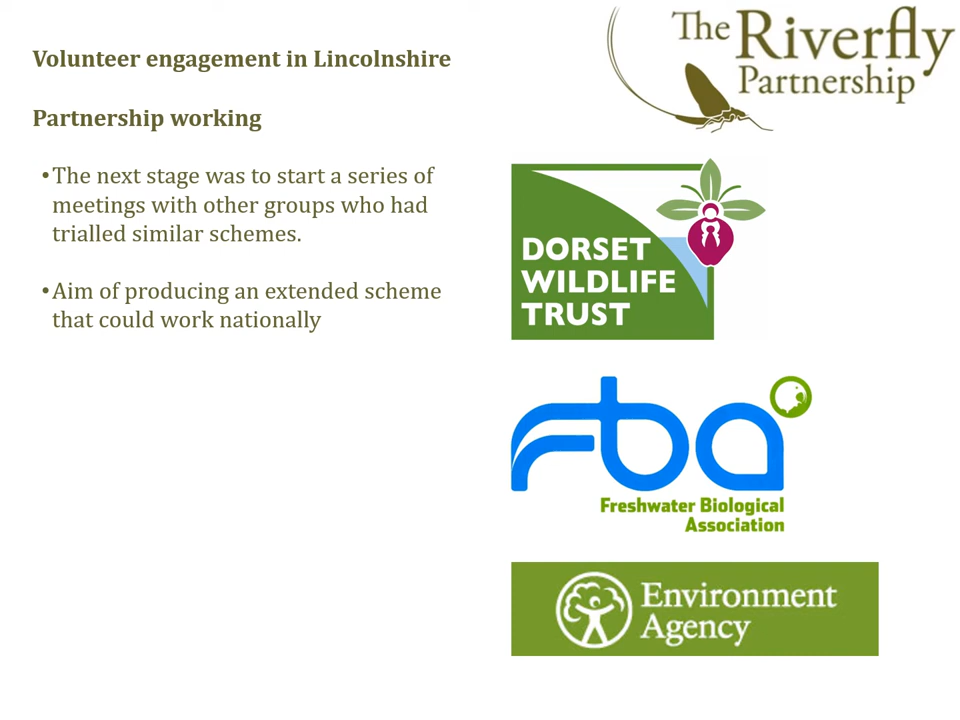 Volunteer engagement in Lincolnshire
Partnership working
•The next stage was to start a series of
meetings with other groups who had
trialled similar schemes.
•Aim of producing an extended scheme
that could work nationally
The Riverfly
Partnership
DORSET
WILDLIFE
TRUST
fba
Freshwater Biological
Association
Environment
Agency